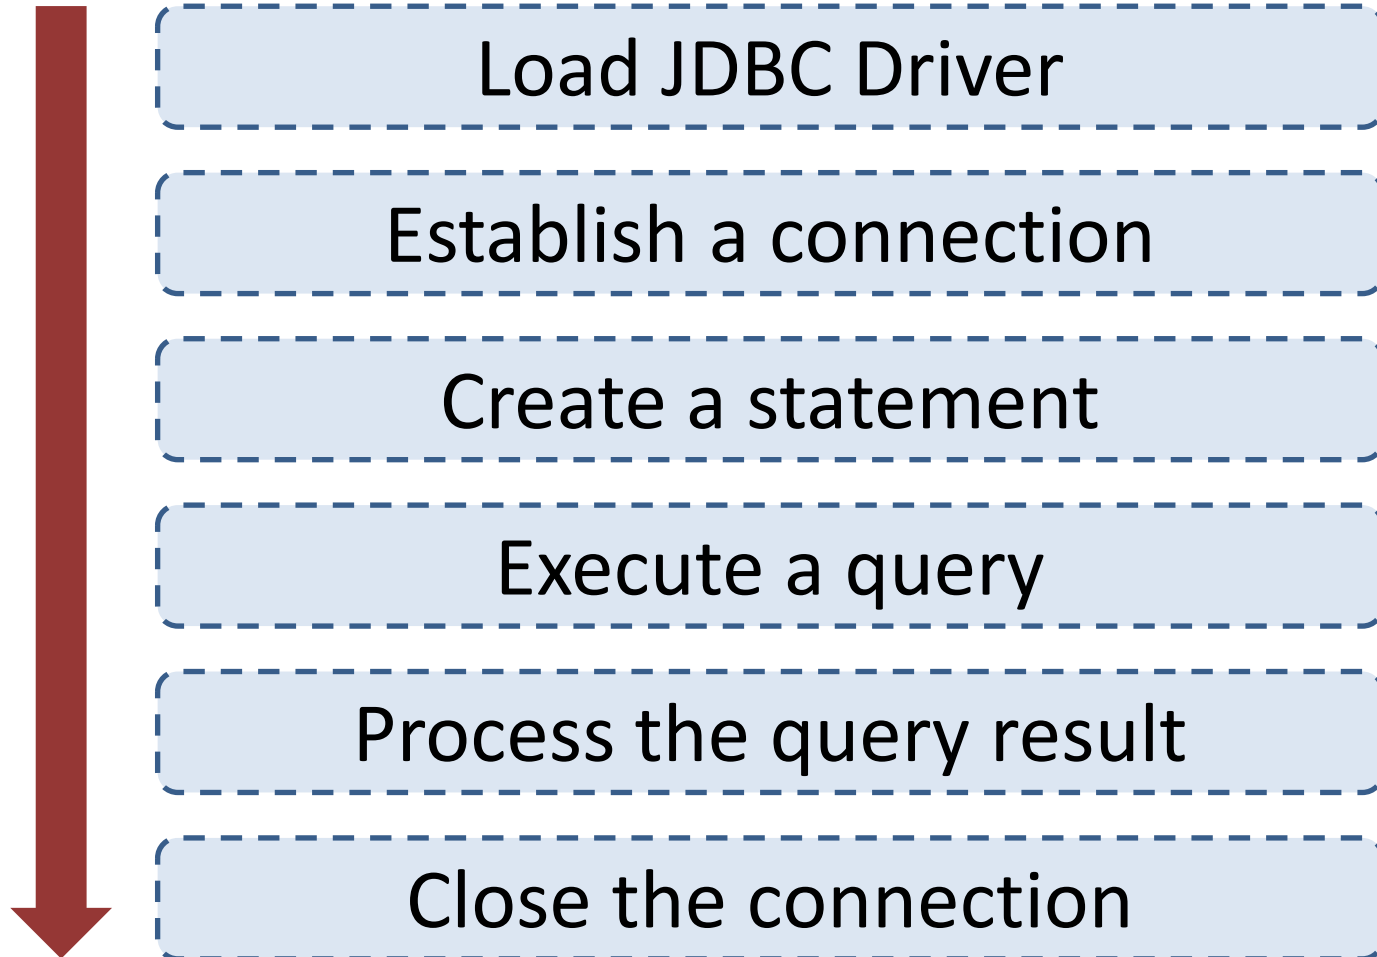 Load JDBC Driver
Establish a connection
Create a statement
Execute a query
Process the query result
Close the connection